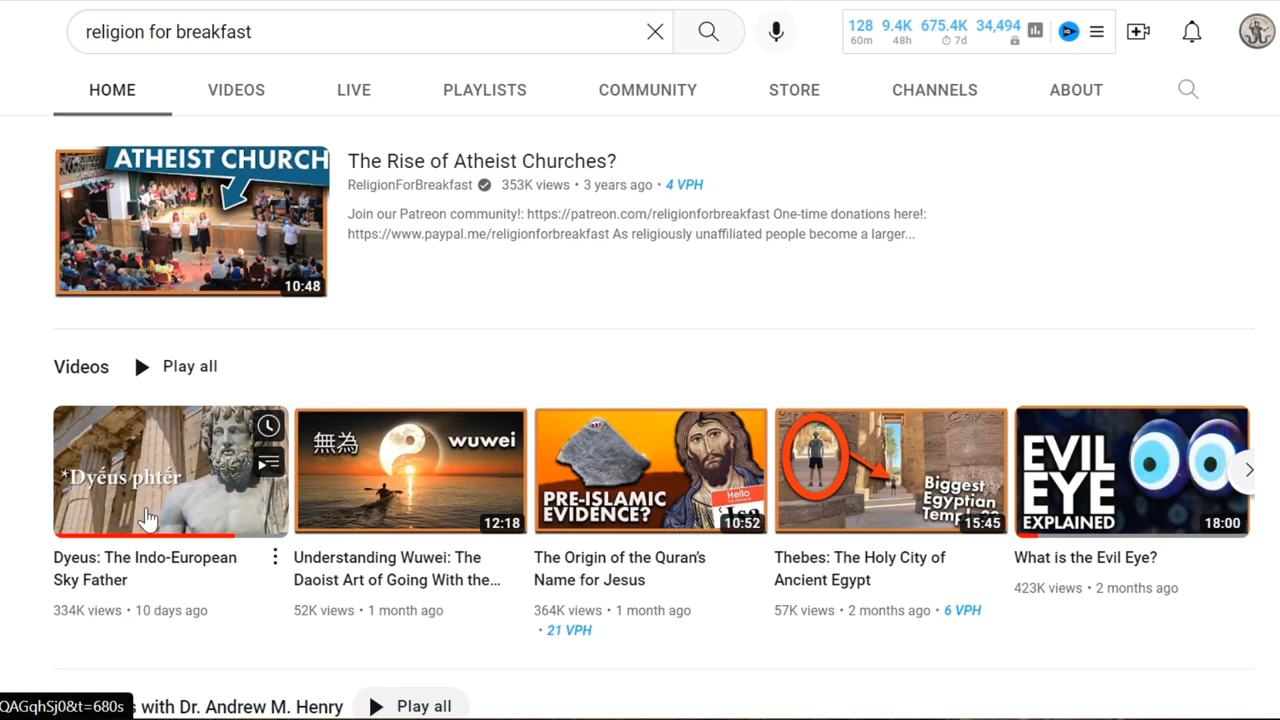 religion for breakfast
128 9.4K 675.4K 34,494
60m 48h 7d
HOME VIDEOS LIVE PLAYLISTS COMMUNITY STORE CHANNELS ABOUT
ATHEIST CHURCH
10:48
The Rise of Atheist Churches?
ReligionForBreakfast 353K views • 3 years ago • 4 VPH
Join our Patreon community!: https://patreon.com/religionforbreakfast One-time donations here!:
https://www.paypal.me/religionforbreakfast As religiously unaffiliated people become a larger...
Videos Play all
*Dyḗus phtḗr
Dyeus: The Indo-European
Sky Father
334K views • 10 days ago
無為 wuwei
12:18
Understanding Wuwei: The
Daoist Art of Going With the...
52K views • 1 month ago
PRE-ISLAMIC
EVIDENCE?
Hello
10:52
The Origin of the Quran's
Name for Jesus
364K views • 1 month ago
• 21 VPH
Biggest
Egyptian
15:45
Thebes: The Holy City of
Ancient Egypt
57K views • 2 months ago • 6 VPH
EVIL
EYE
EXPLAINED
18:00
What is the Evil Eye?
423K views • 2 months ago
QAGqhSj0&t=680s
s with Dr. Andrew M. Henry Play all